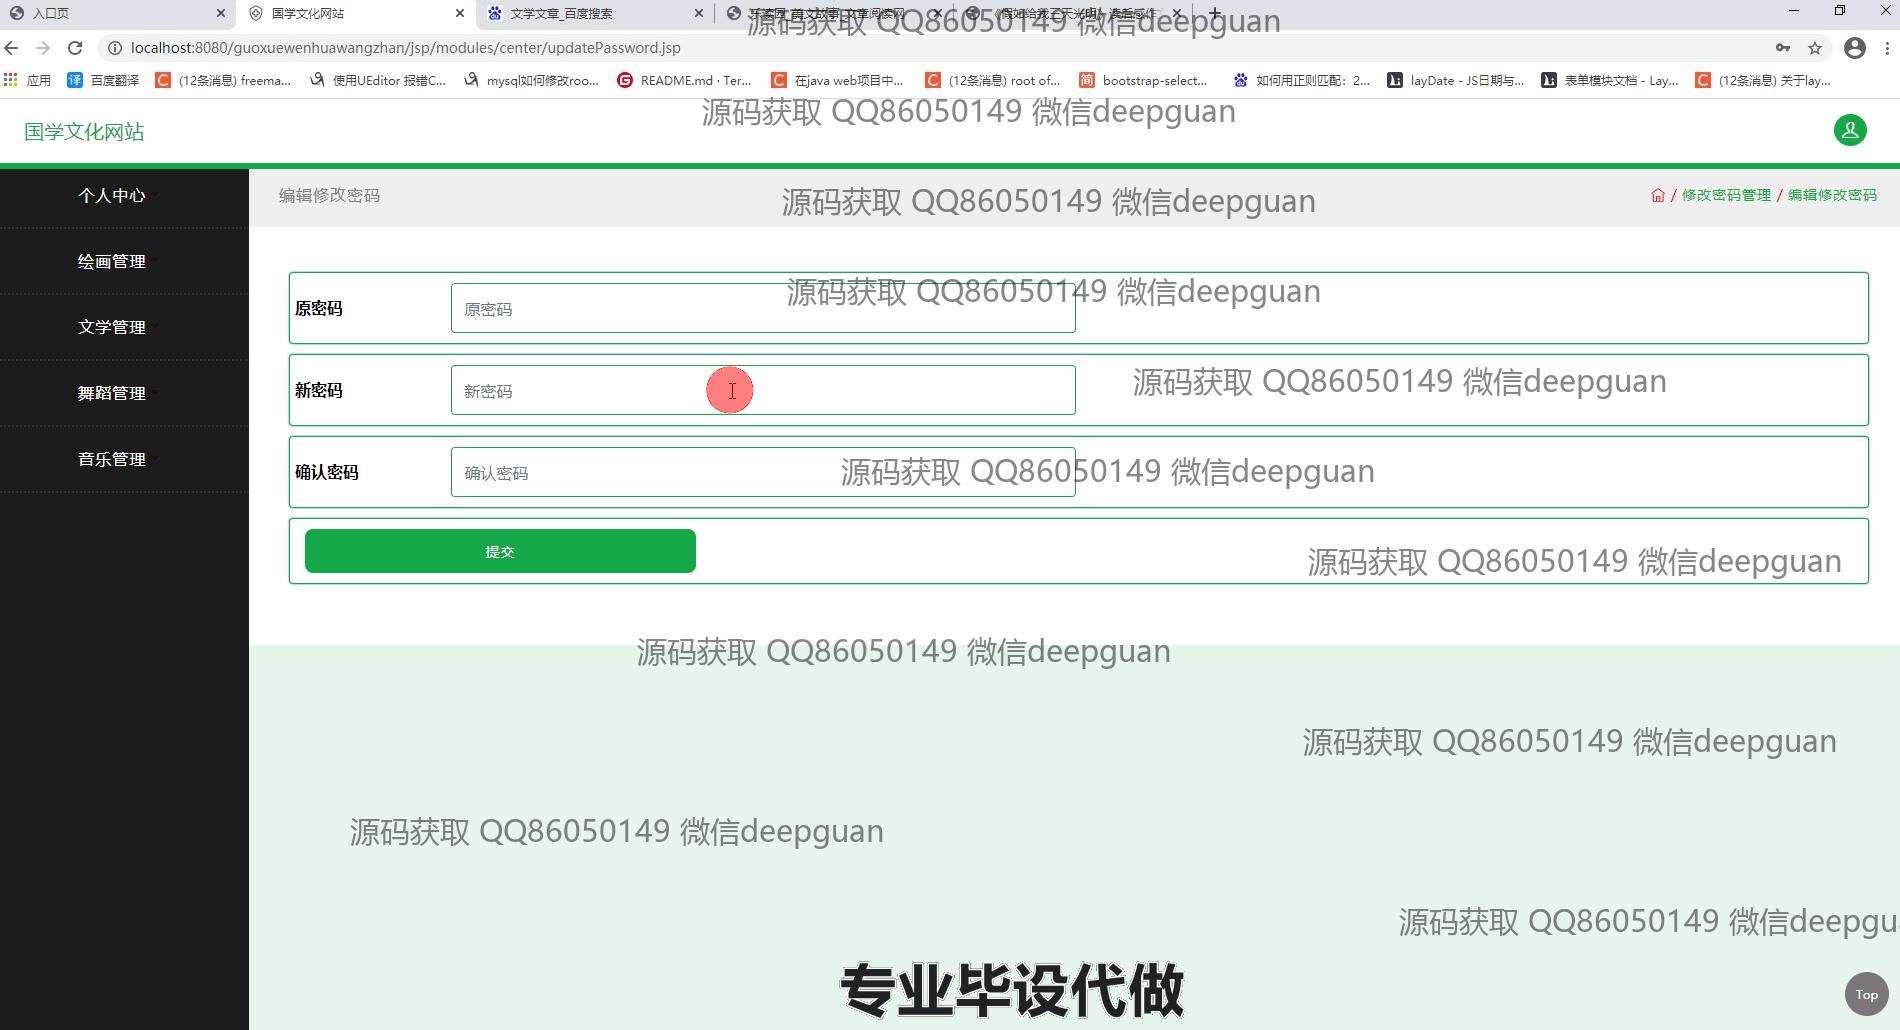 入口页
国学文化网站
文学文章_百度搜索
源码获取 QQ86050149 微信deepguan
localhost:8080/guoxuewenhuawangzhan/jsp/modules/center/updatePassword.jsp
应用
百度翻译
(12条消息) freema...
使用UEditor 报错C...
mysql如何修改roo...
README.md · Ter...
在java web项目中...
(12条消息) root of...
bootstrap-select...
如何用正则匹配：2...
layDate - JS日期与...
表单模块文档 - Lay...
(12条消息) 关于lay...
源码获取 QQ86050149 微信deepguan
国学文化网站
个人中心
编辑修改密码
源码获取 QQ86050149 微信deepguan
/ 修改密码管理 / 编辑修改密码
绘画管理
源码获取 QQ86050149 微信deepguan
原密码
原密码
文学管理
新密码
新密码
源码获取 QQ86050149 微信deepguan
舞蹈管理
音乐管理
确认密码
确认密码
源码获取 QQ86050149 微信deepguan
提交
源码获取 QQ86050149 微信deepguan
源码获取 QQ86050149 微信deepguan
源码获取 QQ86050149 微信deepguan
源码获取 QQ86050149 微信deepguan
源码获取 QQ86050149 微信deepgu
专业毕设代做
Top